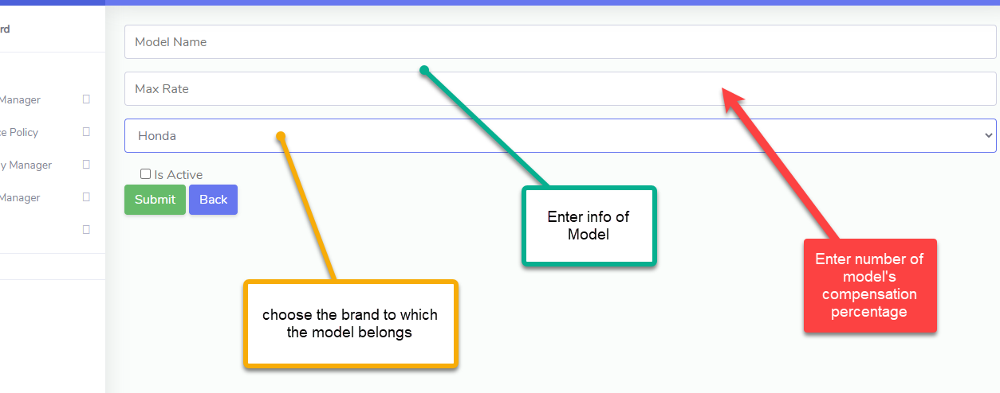 rd
Manager
ce Policy
y Manager
Manager
Model Name
Max Rate
Honda
Is Active
Submit Back
Enter info of
Model
choose the brand to which
the model belongs
Enter number of
model's
compensation
percentage